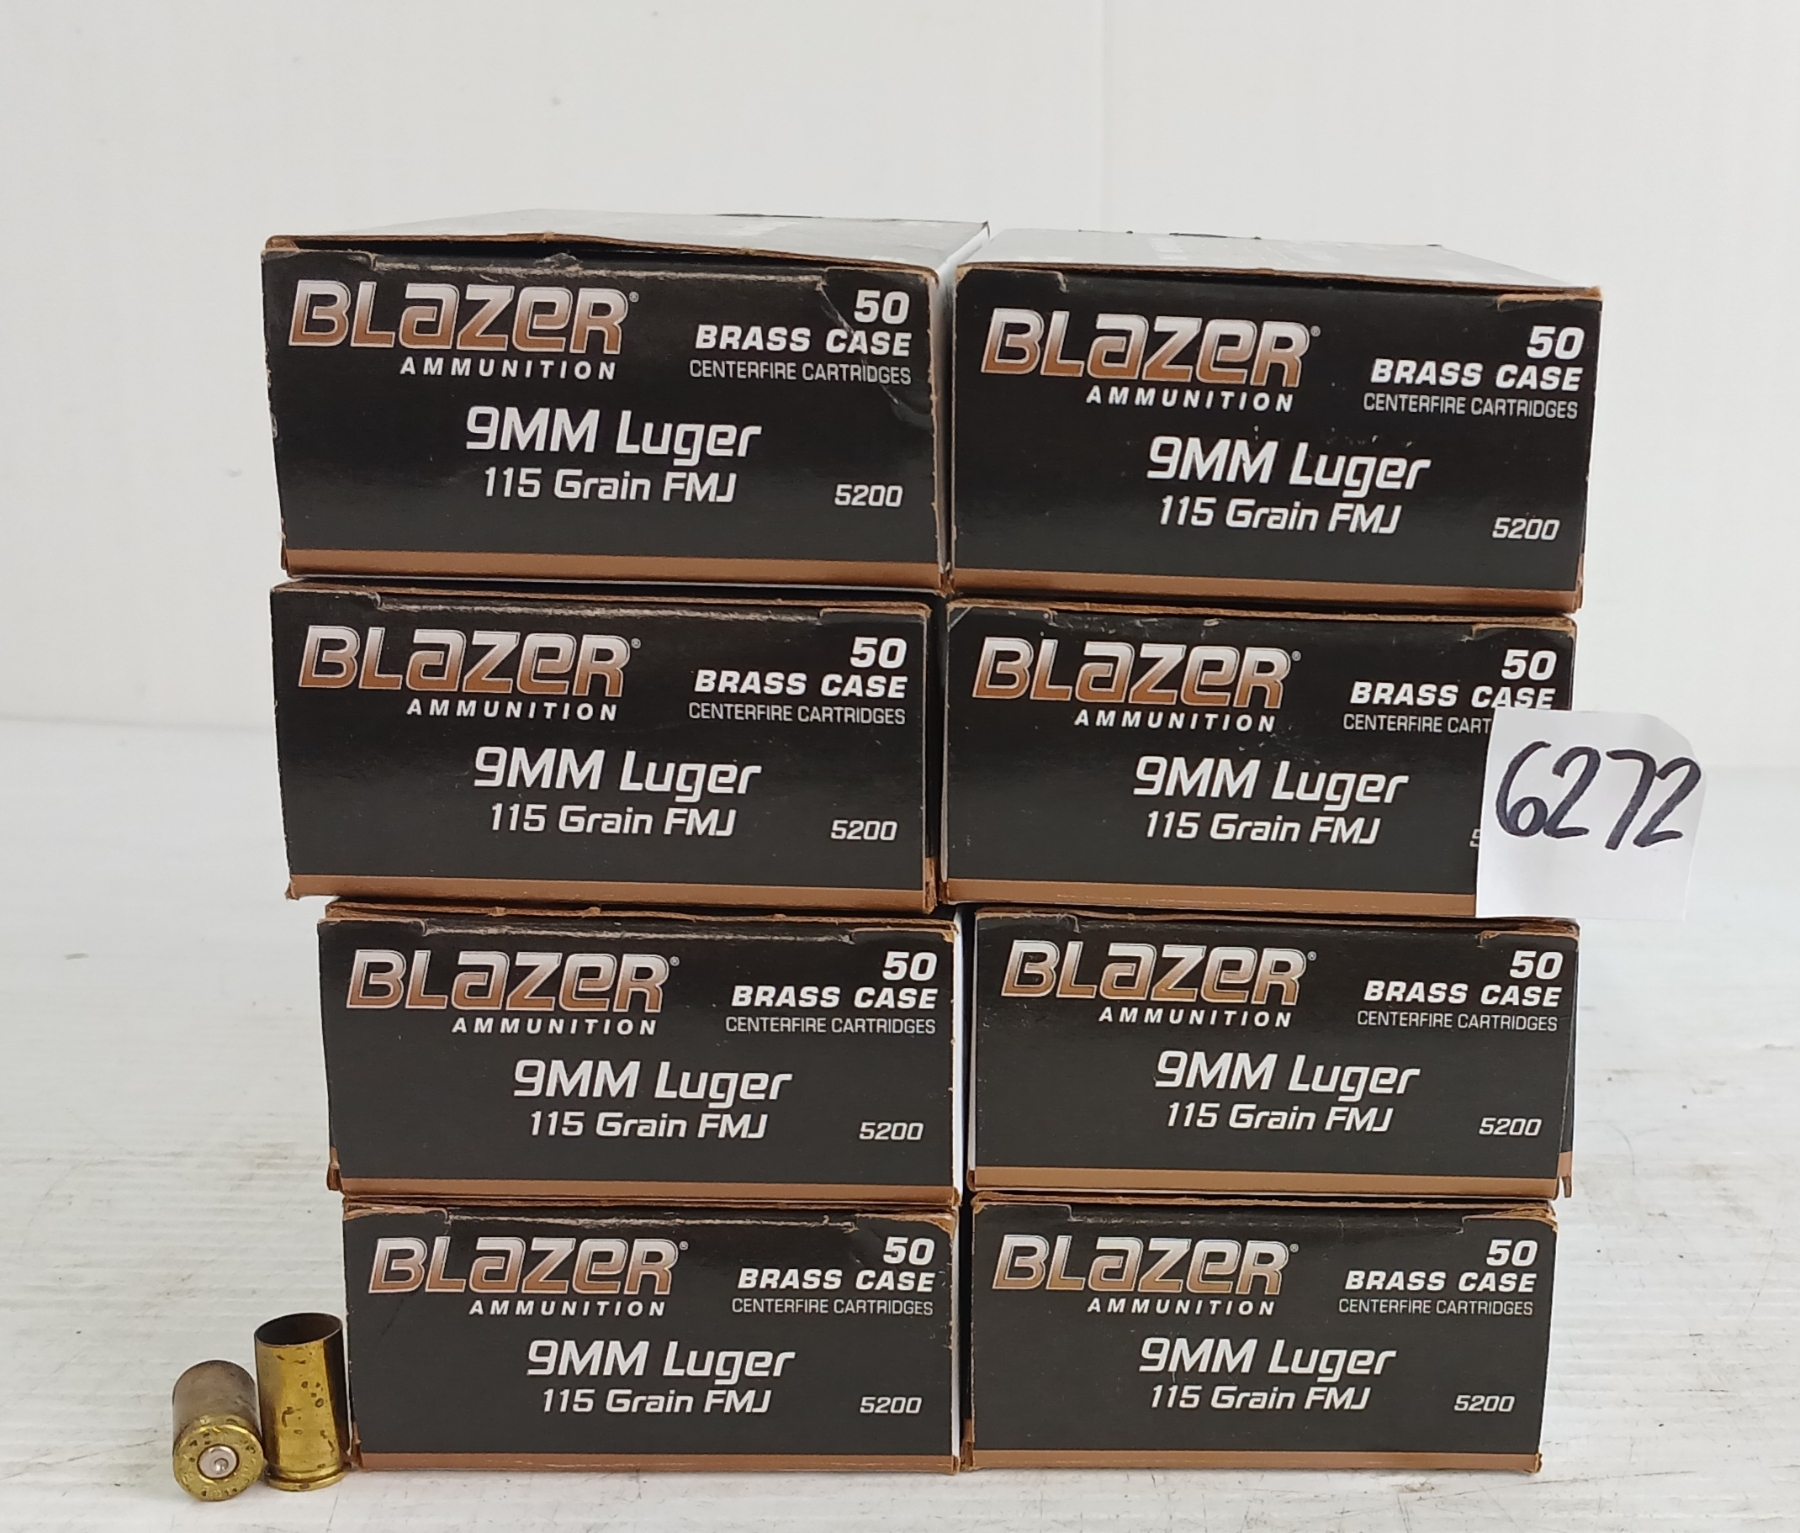 BLAZER®
AMMUNITION
50
BRASS CASE
CENTERFIRE CARTRIDGES
9MM Luger
115 Grain FMJ
5200
BLAZER®
AMMUNITION
50
BRASS CASE
CENTERFIRE CARTRIDGES
9MM Luger
115 Grain FMJ
5200
BLAZER®
AMMUNITION
50
BRASS CASE
CENTERFIRE CARTRIDGES
9MM Luger
115 Grain FMJ
5200
BLAZER®
AMMUNITION
50
BRASS CASE
CENTERFIRE
9MM Luger
115 Grain FMJ
6272
BLAZER®
AMMUNITION
50
BRASS CASE
CENTERFIRE CARTRIDGES
9MM Luger
115 Grain FMJ
5200
BLAZER®
AMMUNITION
50
BRASS CASE
CENTERFIRE CARTRIDGES
9MM Luger
115 Grain FMJ
5200
BLAZER®
AMMUNITION
50
BRASS CASE
CENTERFIRE CARTRIDGES
9MM Luger
115 Grain FMJ
5200
BLAZER®
AMMUNITION
50
BRASS CASE
CENTERFIRE CARTRIDGES
9MM Luger
115 Grain FMJ
5200